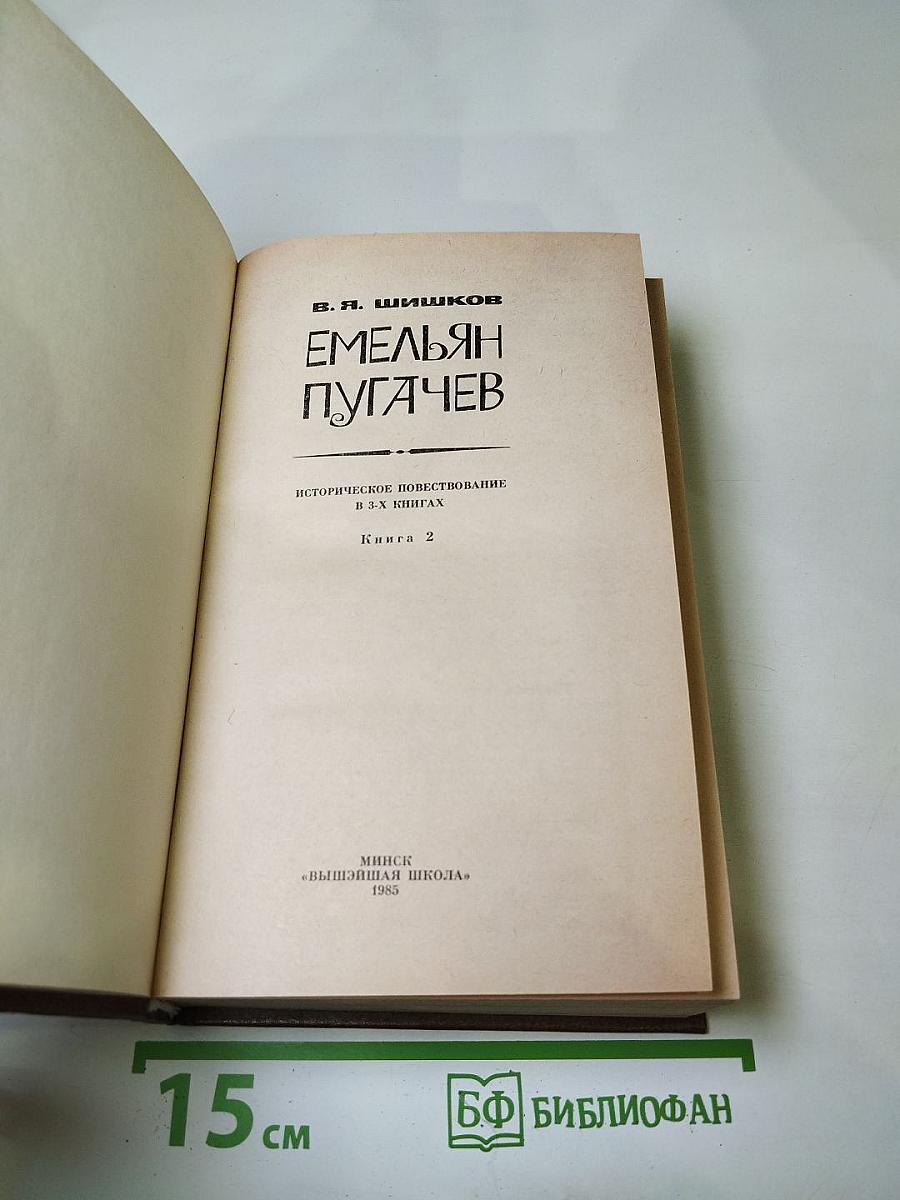 В. Я. ШИШКОВ
ЕМЕЛЬЯН
ПУГАЧЕВ
ИСТОРИЧЕСКОЕ ПОВЕСТВОВАНИЕ
В 3-Х КНИГАХ
Книга 2
МИНСК
«ВЫШЭЙШАЯ ШКОЛА»
1985
15 см
БФ БИБЛИОФАН